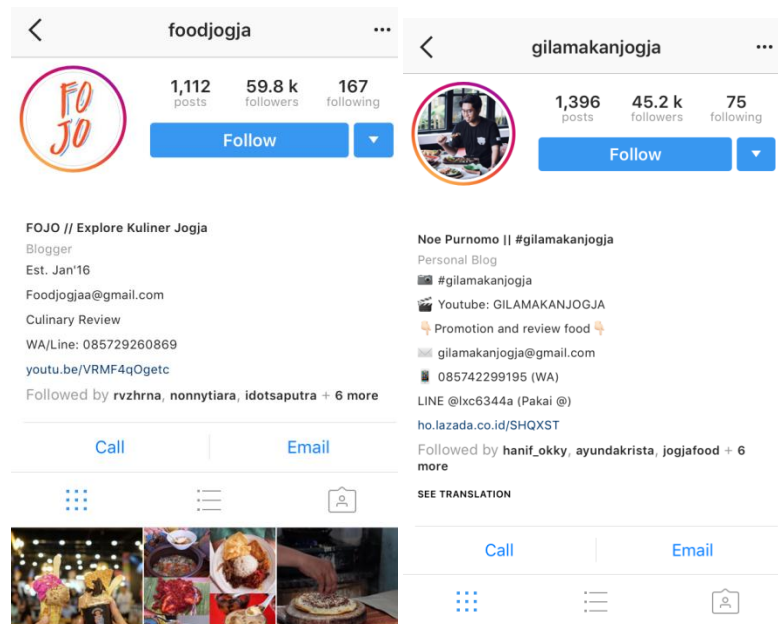 foodjogja
FO
JO
1,112 59.8 k 167
posts followers following
Follow
FOJO // Explore Kuliner Jogja
Blogger
Est. Jan'16
Foodjogjaa@gmail.com
Culinary Review
WA/Line: 085729260869
youtu.be/VRMF4qOgetc
Followed by rvzhrna, nonnytiara, idotsaputra + 6 more
Call Email
gilamakanjogja
1,396 45.2 k 75
posts followers following
Follow
Noe Purnomo || #gilamakanjogja
Personal Blog
📷 #gilamakanjogja
🎬 Youtube: GILAMAKANJOGJA
👇🏻Promotion and review food👇🏻
✉️ gilamakanjogja@gmail.com
📱 085742299195 (WA)
LINE @lxc6344a (Pakai @)
ho.lazada.co.id/SHQXST
Followed by hanif_okky, ayundakrista, jogjafood + 6
more
SEE TRANSLATION
Call Email